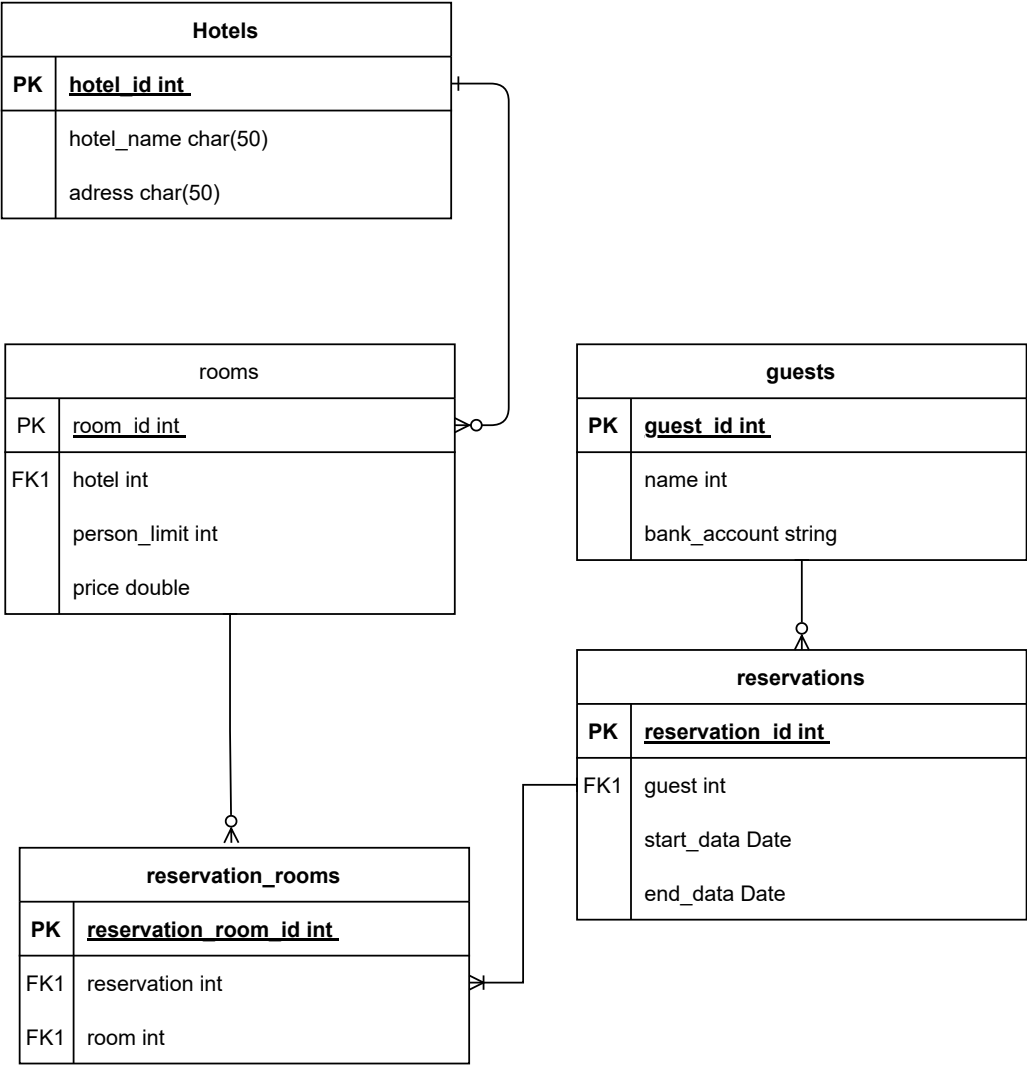 Hotels
PK hotel_id int
hotel_name char(50)
adress char(50)
rooms
PK room_id int
FK1 hotel int
person_limit int
price double
guests
PK guest_id int
name int
bank_account string
reservations
PK reservation_id int
FK1 guest int
start_data Date
end_data Date
reservation_rooms
PK reservation_room_id int
FK1 reservation int
FK1 room int